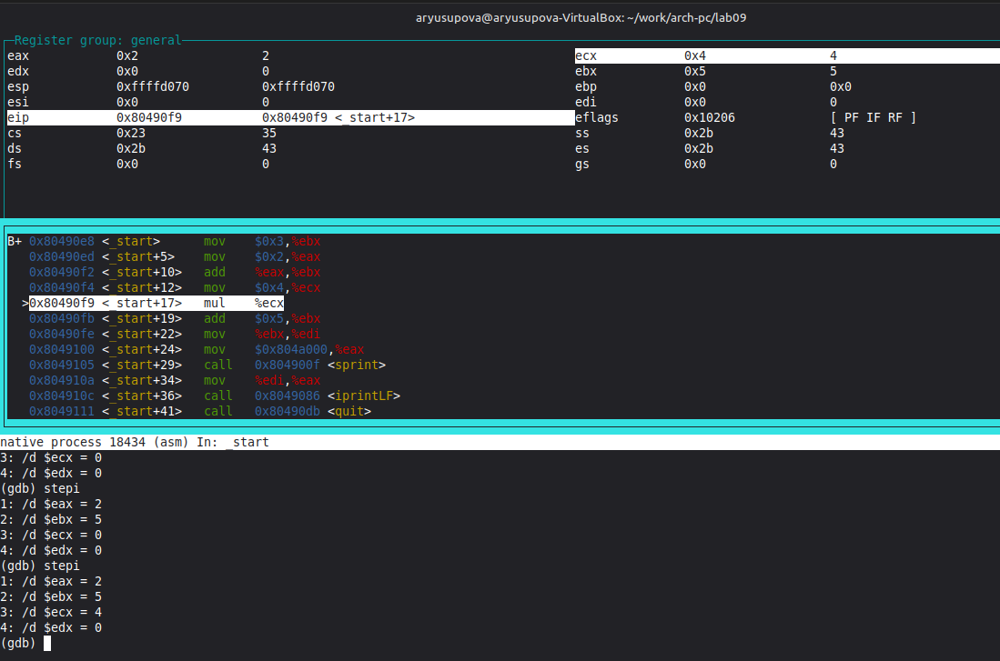 aryusupova@aryusupova-VirtualBox: ~/work/arch-pc/lab09
Register group: general
eax 0x2 2 ecx 0x4 4
edx 0x0 0 ebx 0x5 5
esp 0xffffd070 0xffffd070 ebp 0x0 0x0
esi 0x0 0 edi 0x0 0
eip 0x80490f9 0x80490f9 <_start+17> eflags 0x10206 [ PF IF RF ]
cs 0x23 35 ss 0x2b 43
ds 0x2b 43 es 0x2b 43
fs 0x0 0 gs 0x0 0
B+ 0x80490e8 <_start> mov $0x3,%ebx
0x80490ed <_start+5> mov $0x2,%eax
0x80490f2 <_start+10> add %eax,%ebx
0x80490f4 <_start+12> mov $0x4,%ecx
>0x80490f9 <_start+17> mul %ecx
0x80490fb <_start+19> add $0x5,%ebx
0x80490fe <_start+22> mov %ebx,%edi
0x8049100 <_start+24> mov $0x804a000,%eax
0x8049105 <_start+29> call 0x804900f <sprint>
0x804910a <_start+34> mov %edi,%eax
0x804910c <_start+36> call 0x8049086 <iprintLF>
0x8049111 <_start+41> call 0x80490db <quit>
native process 18434 (asm) In: _start
3: /d $ecx = 0
4: /d $edx = 0
(gdb) stepi
1: /d $eax = 2
2: /d $ebx = 5
3: /d $ecx = 0
4: /d $edx = 0
(gdb) stepi
1: /d $eax = 2
2: /d $ebx = 5
3: /d $ecx = 4
4: /d $edx = 0
(gdb)